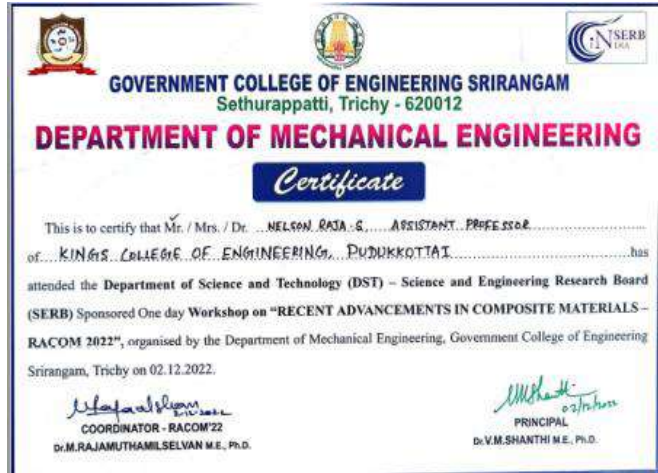 SERB
INDIA
GOVERNMENT COLLEGE OF ENGINEERING SRIRANGAM
Sethurappatti, Trichy - 620012
DEPARTMENT OF MECHANICAL ENGINEERING
Certificate
This is to certify that Mr. / Mrs. / Dr. NELSON RAJA.S, ASSISTANT PROFESSOR
of KINGS COLLEGE OF ENGINEERING, PUDUKKOTTAI has
attended the Department of Science and Technology (DST) – Science and Engineering Research Board
(SERB) Sponsored One day Workshop on "RECENT ADVANCEMENTS IN COMPOSITE MATERIALS –
RACOM 2022", organised by the Department of Mechanical Engineering, Government College of Engineering
Srirangam, Trichy on 02.12.2022.
02/12/2022
COORDINATOR - RACOM'22
PRINCIPAL
Dr.M.RAJAMUTHAMILSELVAN M.E., Ph.D.
Dr.V.M.SHANTHI M.E., Ph.D.